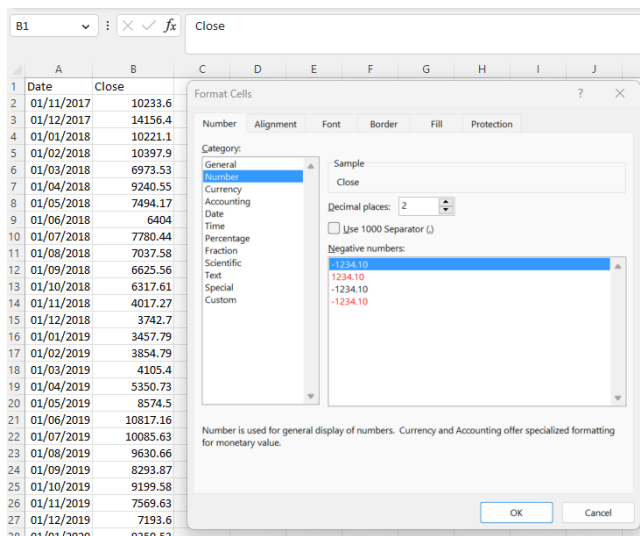 B1 fx Close
A B C D E F G H I J
1 Date Close
2 01/11/2017 10233.6
3 01/12/2017 14156.4
4 01/01/2018 10221.1
5 01/02/2018 10397.9
6 01/03/2018 6973.53
7 01/04/2018 9240.55
8 01/05/2018 7494.17
9 01/06/2018 6404
10 01/07/2018 7780.44
11 01/08/2018 7037.58
12 01/09/2018 6625.56
13 01/10/2018 6317.61
14 01/11/2018 4017.27
15 01/12/2018 3742.7
16 01/01/2019 3457.79
17 01/02/2019 3854.79
18 01/03/2019 4105.4
19 01/04/2019 5350.73
20 01/05/2019 8574.5
21 01/06/2019 10817.16
22 01/07/2019 10085.63
23 01/08/2019 9630.66
24 01/09/2019 8293.87
25 01/10/2019 9199.58
26 01/11/2019 7569.63
27 01/12/2019 7193.6
28 01/01/2020 9350.53
Format Cells ? ×
Number Alignment Font Border Fill Protection
Category:
General
Number
Currency
Accounting
Date
Time
Percentage
Fraction
Scientific
Text
Special
Custom
Sample
Close
Decimal places: 2
Use 1000 Separator (,)
Negative numbers:
-1234.10
1234.10
-1234.10
-1234.10
Number is used for general display of numbers. Currency and Accounting offer specialized formatting
for monetary value.
OK Cancel